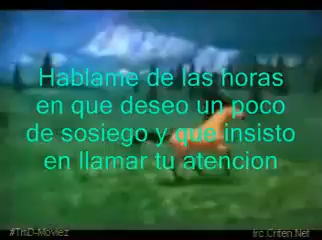 Hablame de las horas
en que deseo un poco
de sosiego y que insisto
en llamar tu atencion
#TmD-Moviez
Irc.Criten.Net